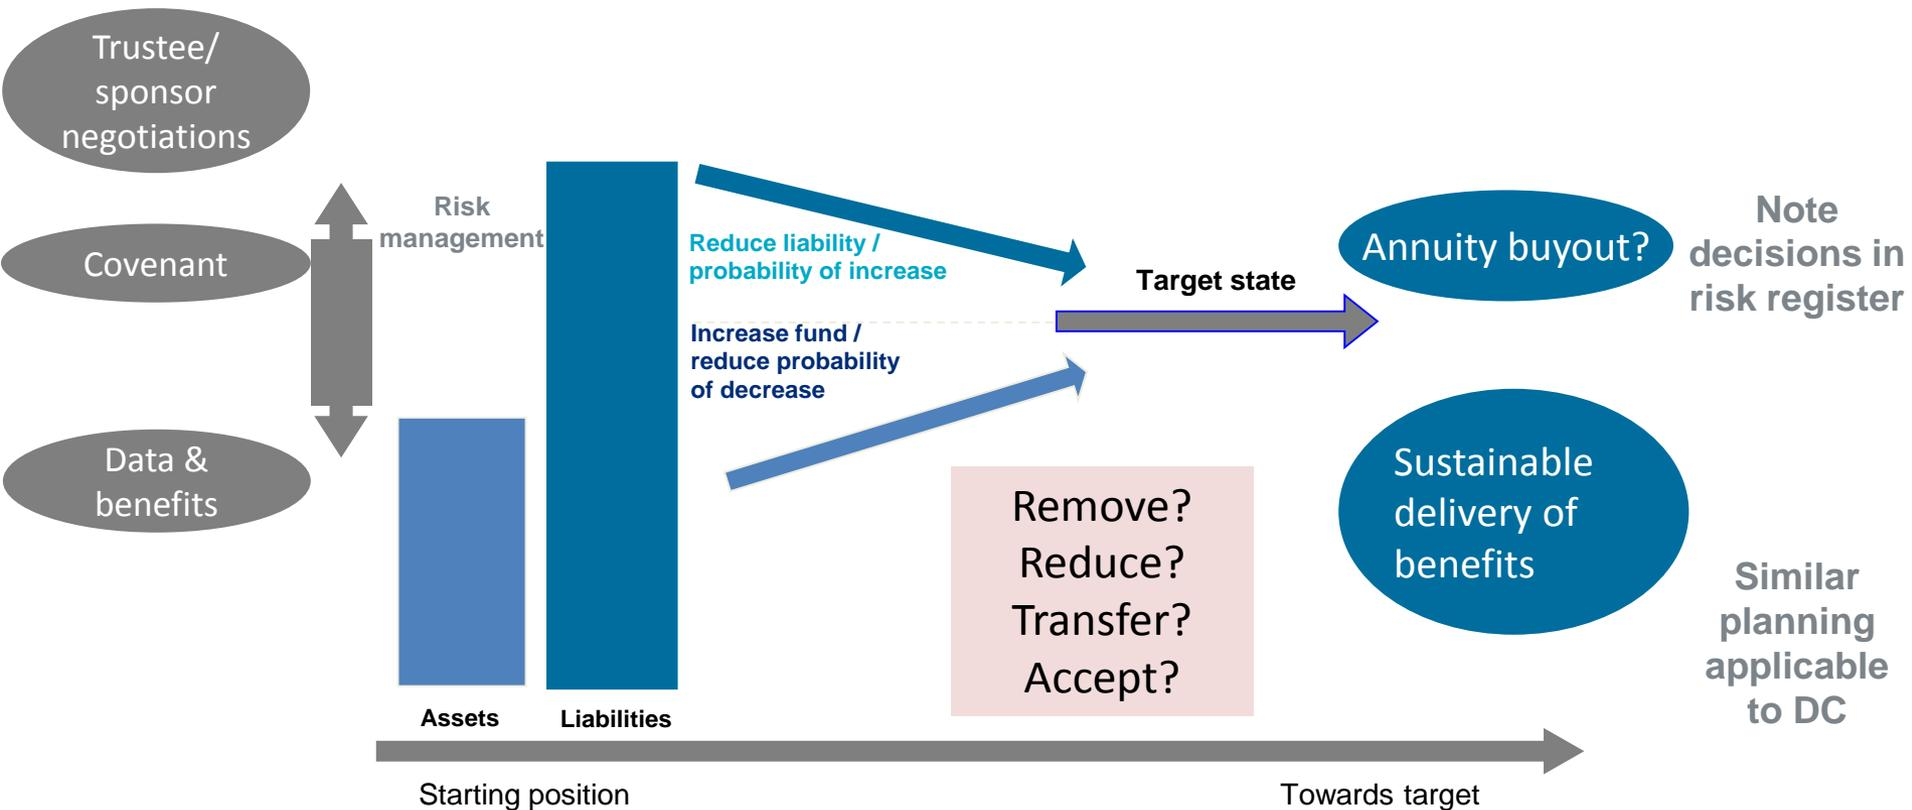 Trustee/
sponsor
negotiations
Covenant
Data &
benefits
Risk
management
Reduce liability /
probability of increase
Increase fund /
reduce probability
of decrease
Target state
Remove?
Reduce?
Transfer?
Accept?
Annuity buyout?
Sustainable
delivery of
benefits
Note
decisions in
risk register
Similar
planning
applicable
to DC
Assets
Liabilities
Starting position
Towards target